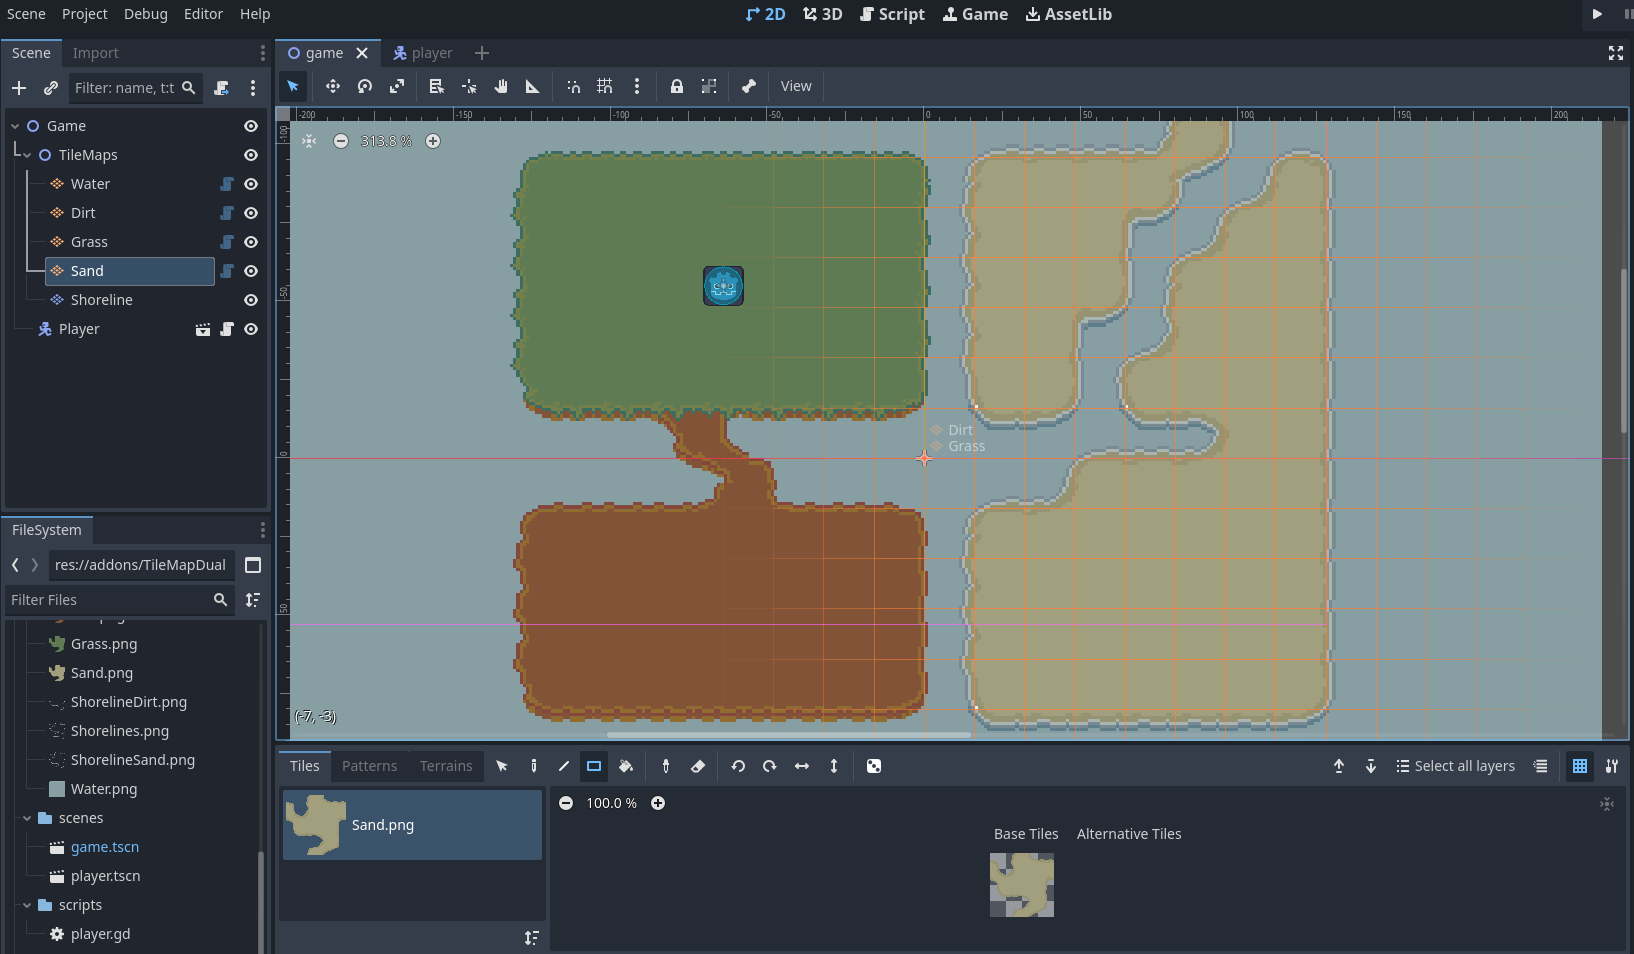 Scene Project Debug Editor Help
2D 3D Script Game AssetLib
Scene Import
game player
Filter: name, t:t
View
Game
TileMaps
Water
Dirt
Grass
Sand
Shoreline
Player
-200 -150 -100 -50 0 50 100 150 200
-100
-50
0
50
313.8 %
Dirt
Grass
(-7, -3)
FileSystem
res://addons/TileMapDual
Filter Files
Grass.png
Sand.png
ShorelineDirt.png
Shorelines.png
ShorelineSand.png
Water.png
scenes
game.tscn
player.tscn
scripts
player.gd
Tiles Patterns Terrains
Select all layers
Sand.png
100.0 %
Base Tiles Alternative Tiles